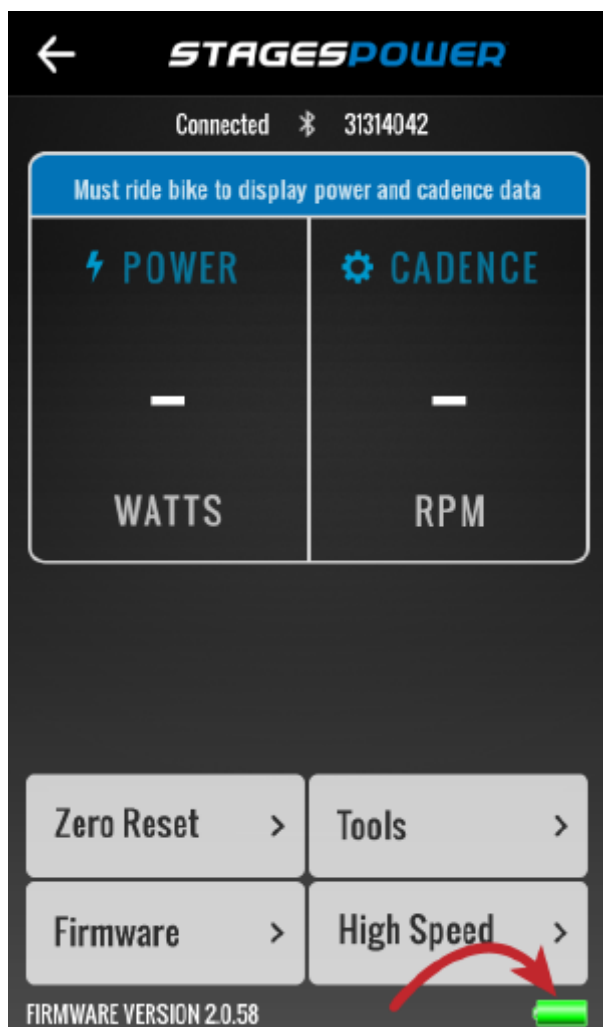 STAGESPOWER
Connected 31314042
Must ride bike to display power and cadence data
POWER CADENCE
- -
WATTS RPM
Zero Reset > Tools >
Firmware > High Speed >
FIRMWARE VERSION 2.0.58